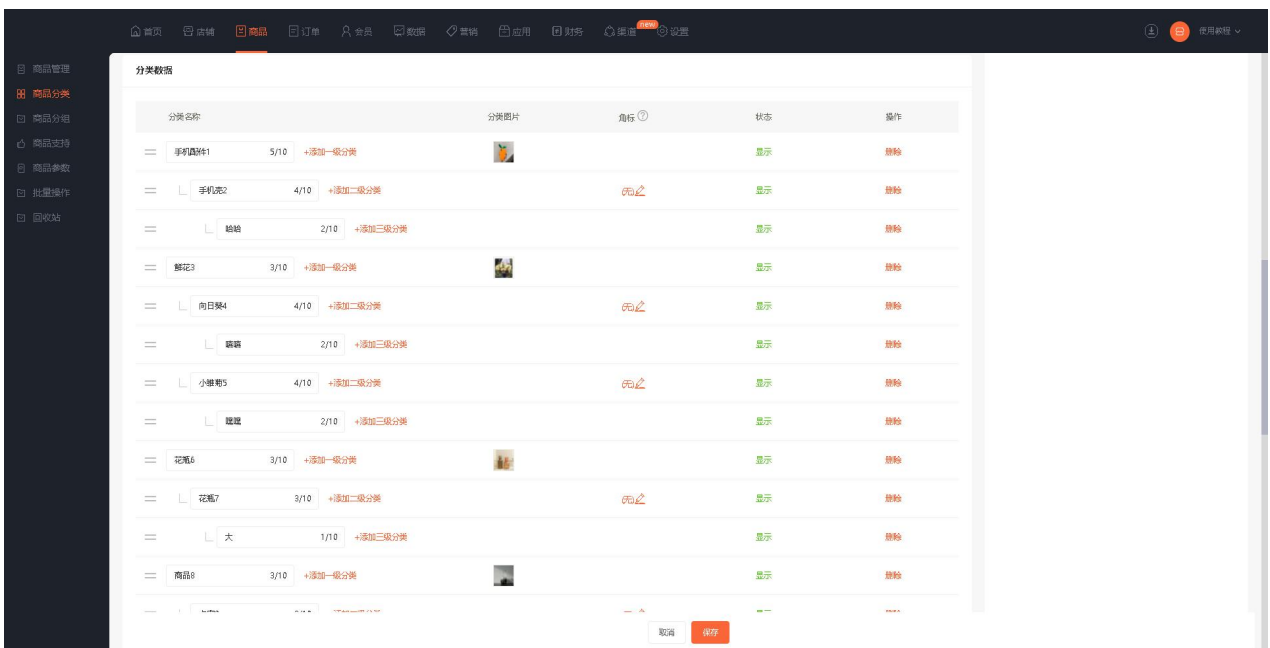 首页 店铺 商品 订单 会员 数据 营销 应用 财务 渠道 new 设置 使用教程
商品管理
商品分类
商品分组
商品支持
商品参数
批量操作
回收站
分类数据
分类名称 分类图片 角标 ? 状态 操作
手机配件1 5/10 +添加一级分类 显示 删除
手机壳2 4/10 +添加二级分类 显示 删除
哈哈 2/10 +添加三级分类 显示 删除
鲜花3 3/10 +添加一级分类 显示 删除
向日葵4 4/10 +添加二级分类 显示 删除
嘻嘻 2/10 +添加三级分类 显示 删除
小雏菊5 4/10 +添加二级分类 显示 删除
嘿嘿 2/10 +添加三级分类 显示 删除
花瓶6 3/10 +添加一级分类 显示 删除
花瓶7 3/10 +添加二级分类 显示 删除
大 1/10 +添加三级分类 显示 删除
商品8 3/10 +添加一级分类 显示 删除
取消 保存